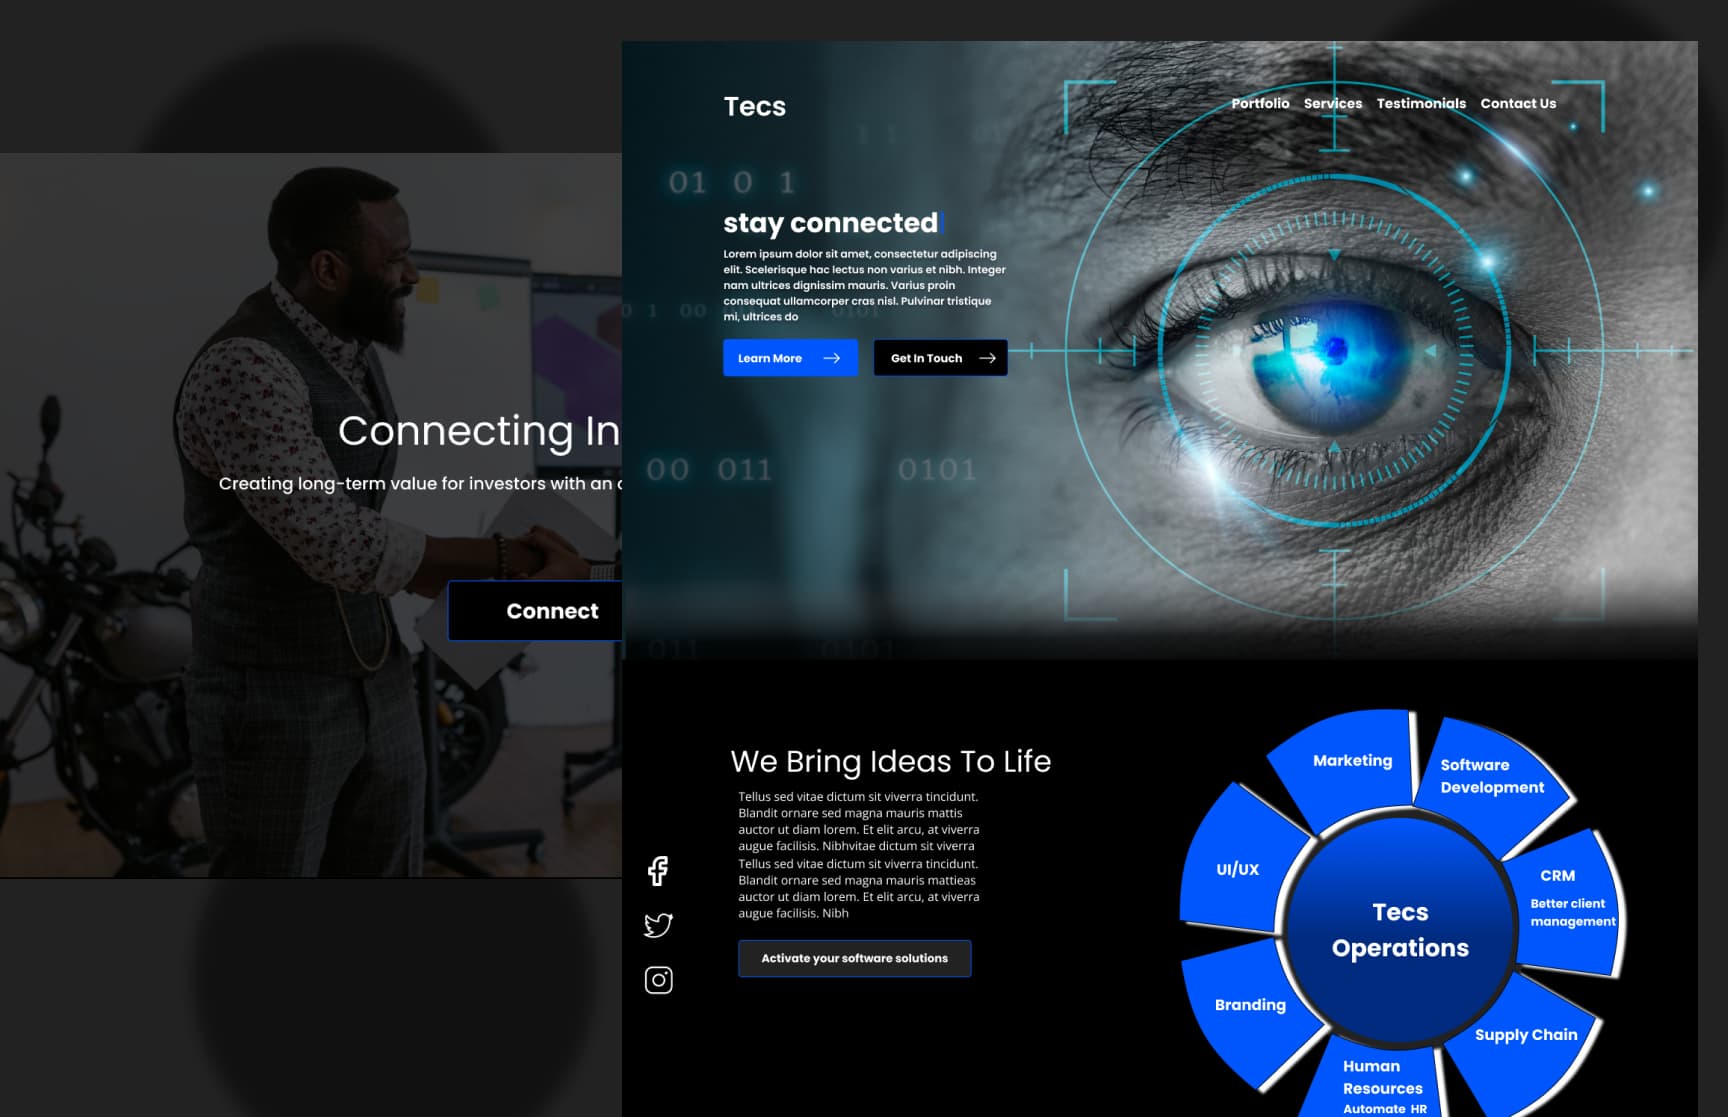 Tecs
Portfolio Services Testimonials Contact Us
01 0 1
stay connected
Lorem ipsum dolor sit amet, consectetur adipiscing
elit. Scelerisque hac lectus non varius et nibh. Integer
nam ultrices dignissim mauris. Varius proin
consequat ullamcorper cras nisl. Pulvinar tristique
mi, ultrices do
0 1 00
0101
Learn More
Get In Touch
00 011 0101
011 0101
Connecting In
Creating long-term value for investors with an
Connect
We Bring Ideas To Life
Tellus sed vitae dictum sit viverra tincidunt.
Blandit ornare sed magna mauris mattis
auctor ut diam lorem. Et elit arcu, at viverra
augue facilisis. Nibhvitae dictum sit viverra
Tellus sed vitae dictum sit viverra tincidunt.
Blandit ornare sed magna mauris mattieas
auctor ut diam lorem. Et elit arcu, at viverra
augue facilisis. Nibh
Activate your software solutions
Marketing
Software
Development
UI/UX
CRM
Better client
management
Tecs
Operations
Branding
Supply Chain
Human
Resources
Automate HR